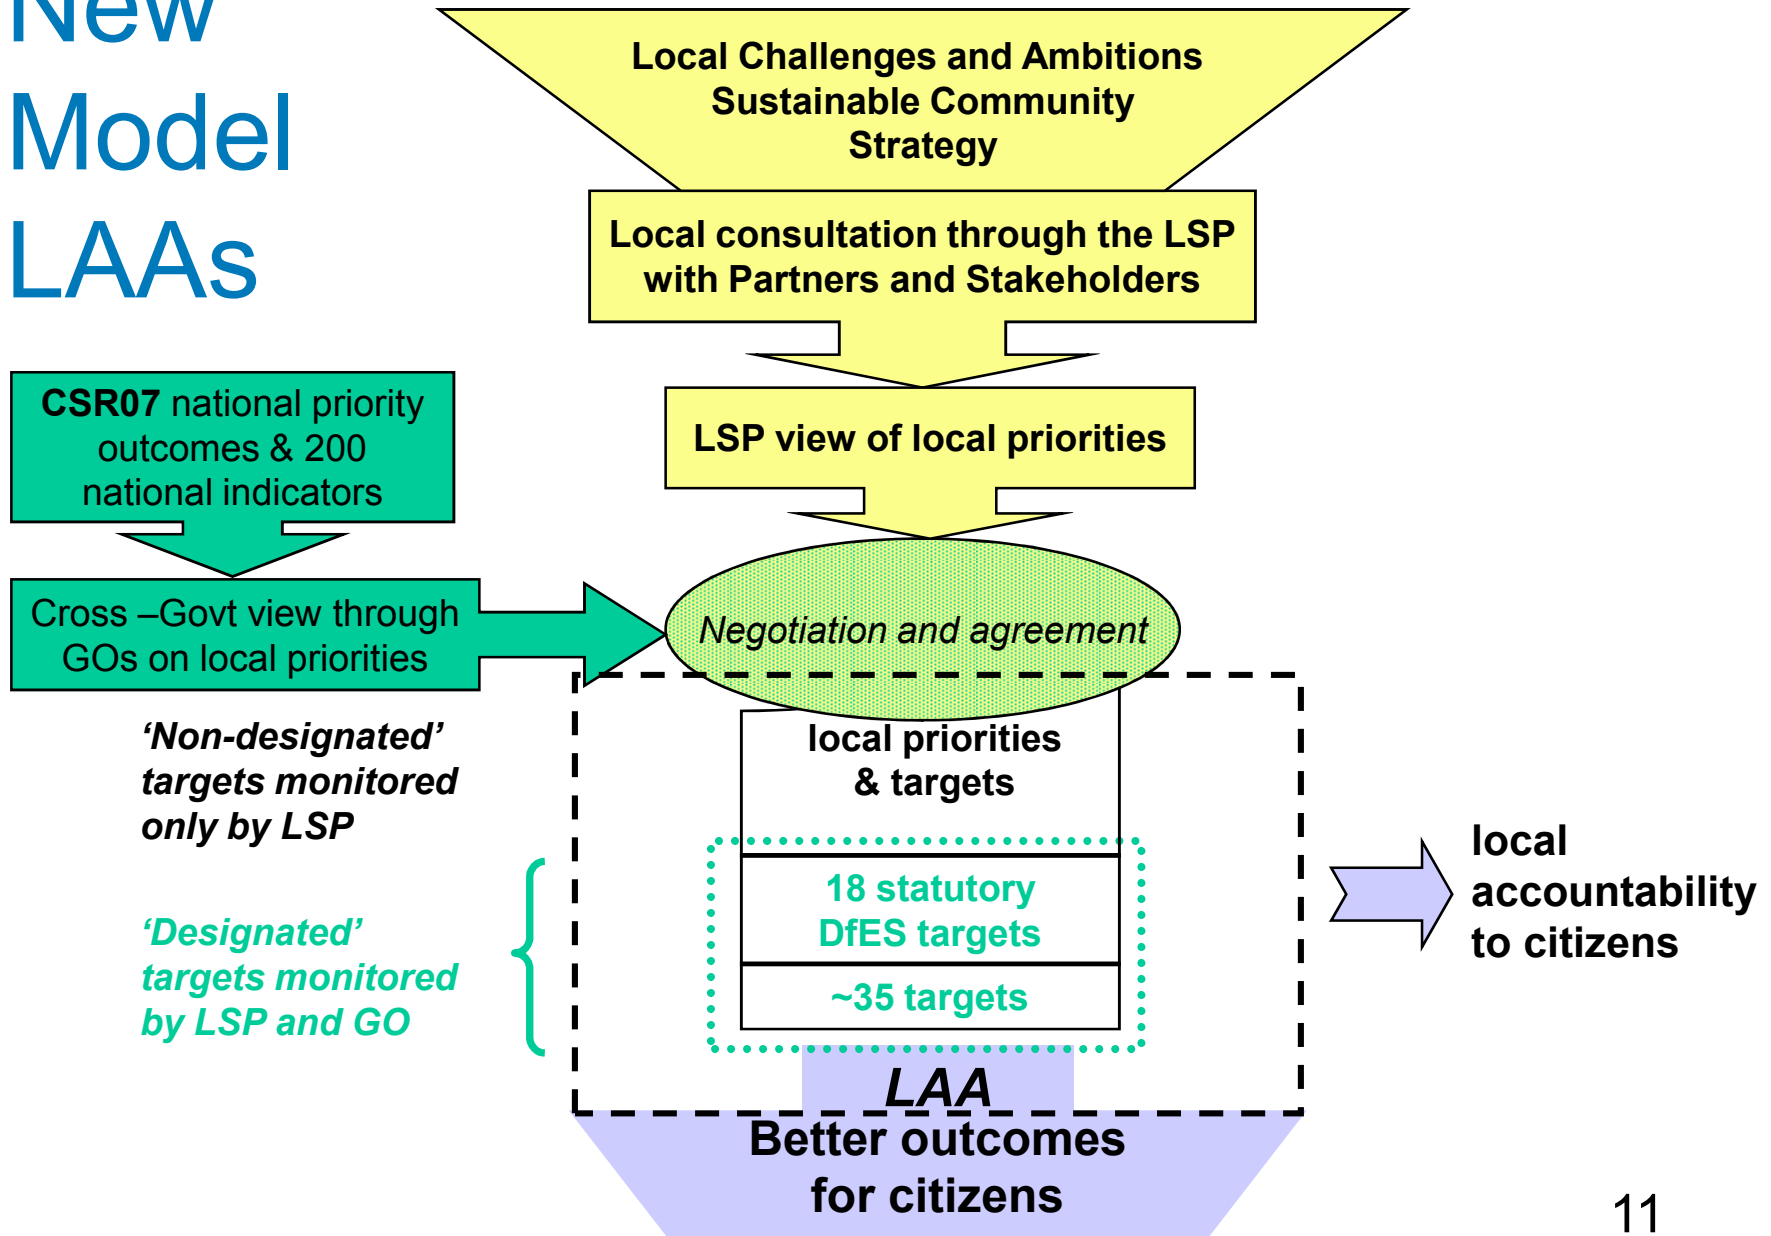 New
Model
LAAs
Local Challenges and Ambitions
Sustainable Community
Strategy
Local consultation through the LSP
with Partners and Stakeholders
CSR07 national priority
outcomes & 200
national indicators
LSP view of local priorities
Cross –Govt view through
GOs on local priorities
Negotiation and agreement
‘Non-designated’
targets monitored
only by LSP
local priorities
& targets
‘Designated’
targets monitored
by LSP and GO
18 statutory
DfES targets
~35 targets
local
accountability
to citizens
LAA
Better outcomes
for citizens
11